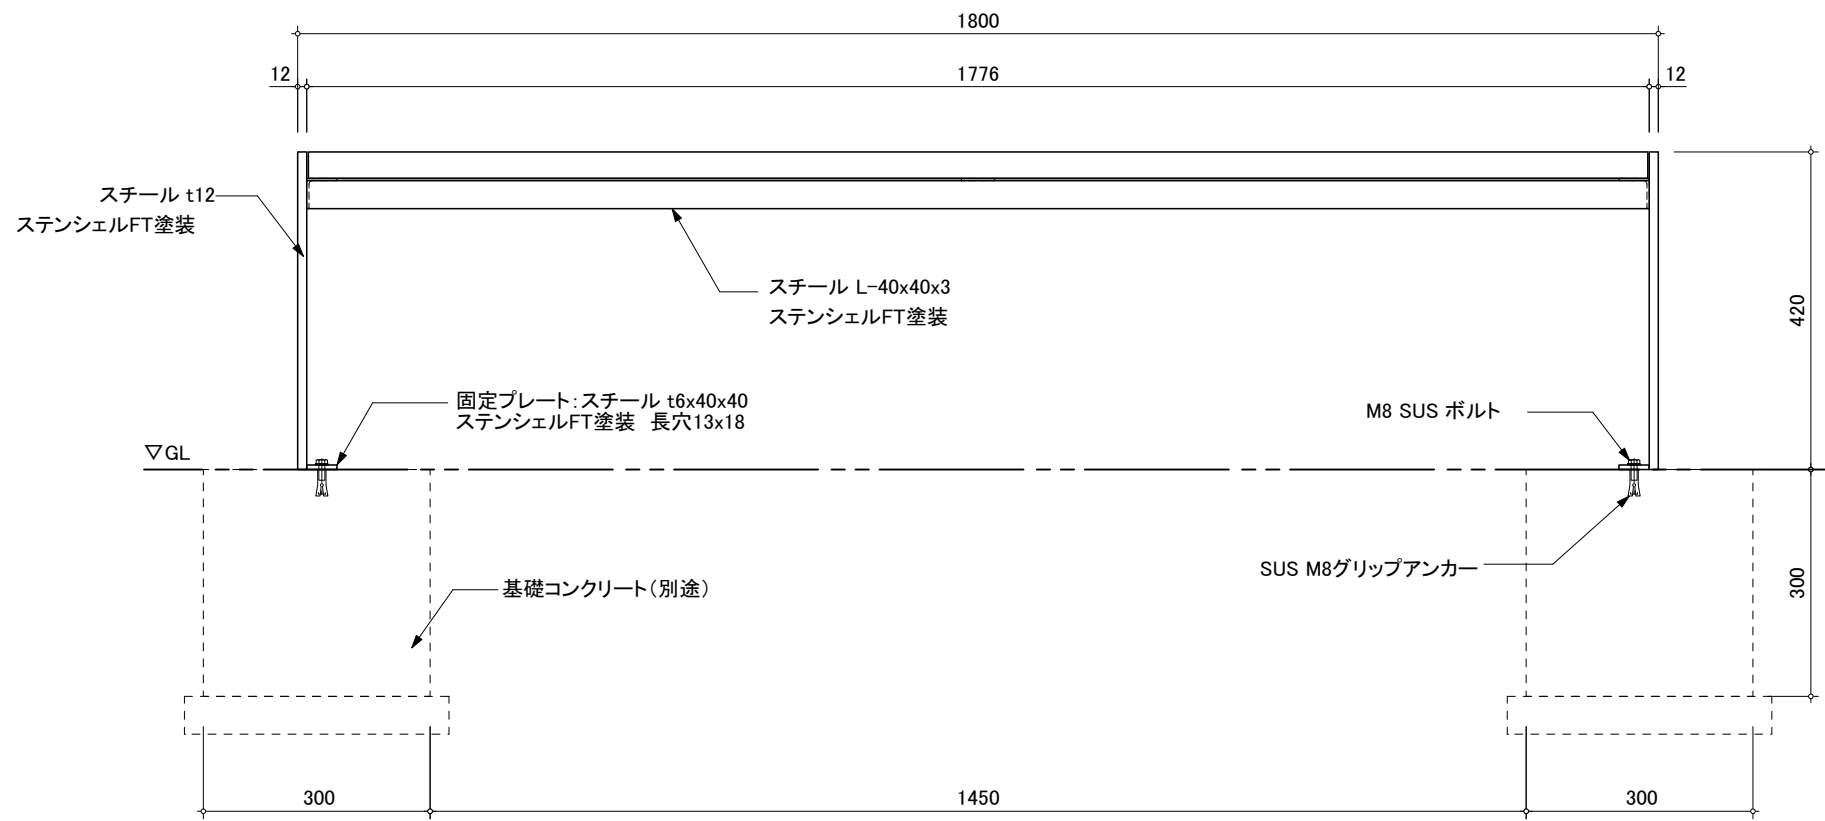 1800
12
1776
12
スチール t12
ステンシェルFT塗装
スチール L-40x40x3
ステンシェルFT塗装
420
固定プレート：スチール t6x40x40
ステンシェルFT塗装　長穴13x18
M8 SUS ボルト
▽GL
SUS M8グリップアンカー
基礎コンクリート（別途）
300
300
1450
300